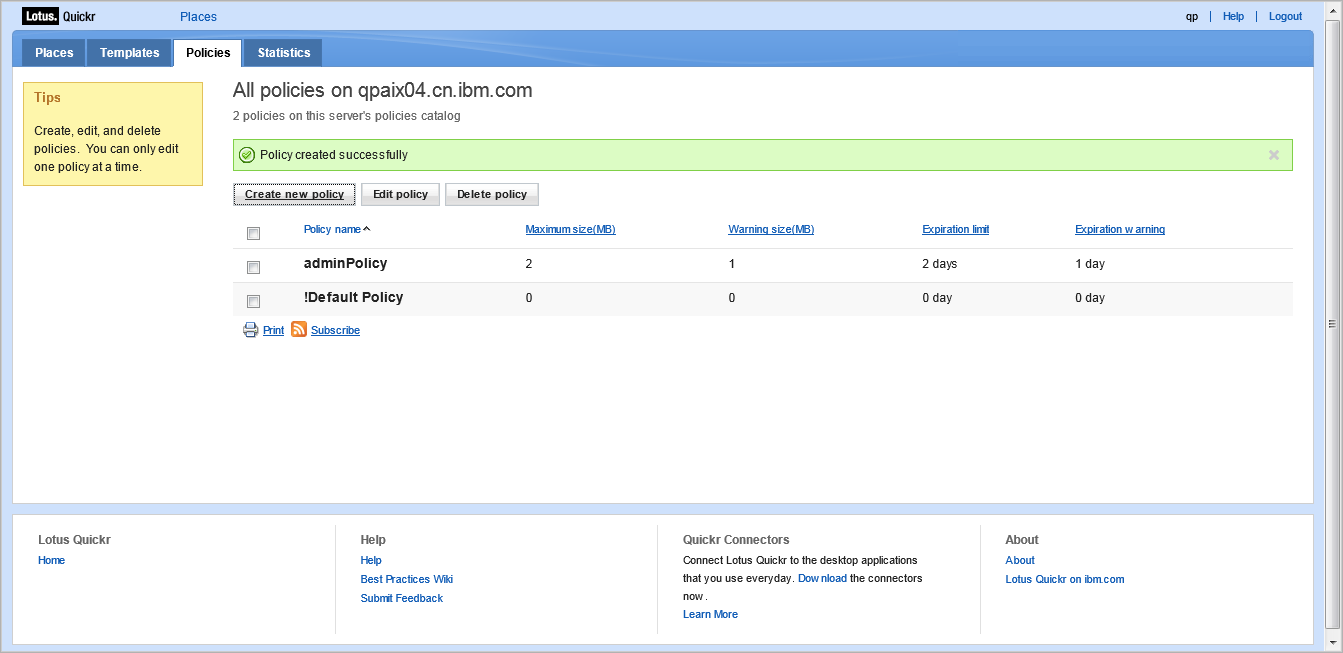 Lotus. Quickr Places qp | Help | Logout
Places Templates Policies Statistics
Tips
Create, edit, and delete
policies. You can only edit
one policy at a time.
All policies on qpaix04.cn.ibm.com
2 policies on this server's policies catalog
Policy created successfully
Create new policy Edit policy Delete policy
Policy name Maximum size(MB) Warning size(MB) Expiration limit Expiration warning
adminPolicy 2 1 2 days 1 day
!Default Policy 0 0 0 day 0 day
Print Subscribe
Lotus Quickr
Home
Help
Help
Best Practices Wiki
Submit Feedback
Quickr Connectors
Connect Lotus Quickr to the desktop applications
that you use everyday. Download the connectors
now.
Learn More
About
About
Lotus Quickr on ibm.com